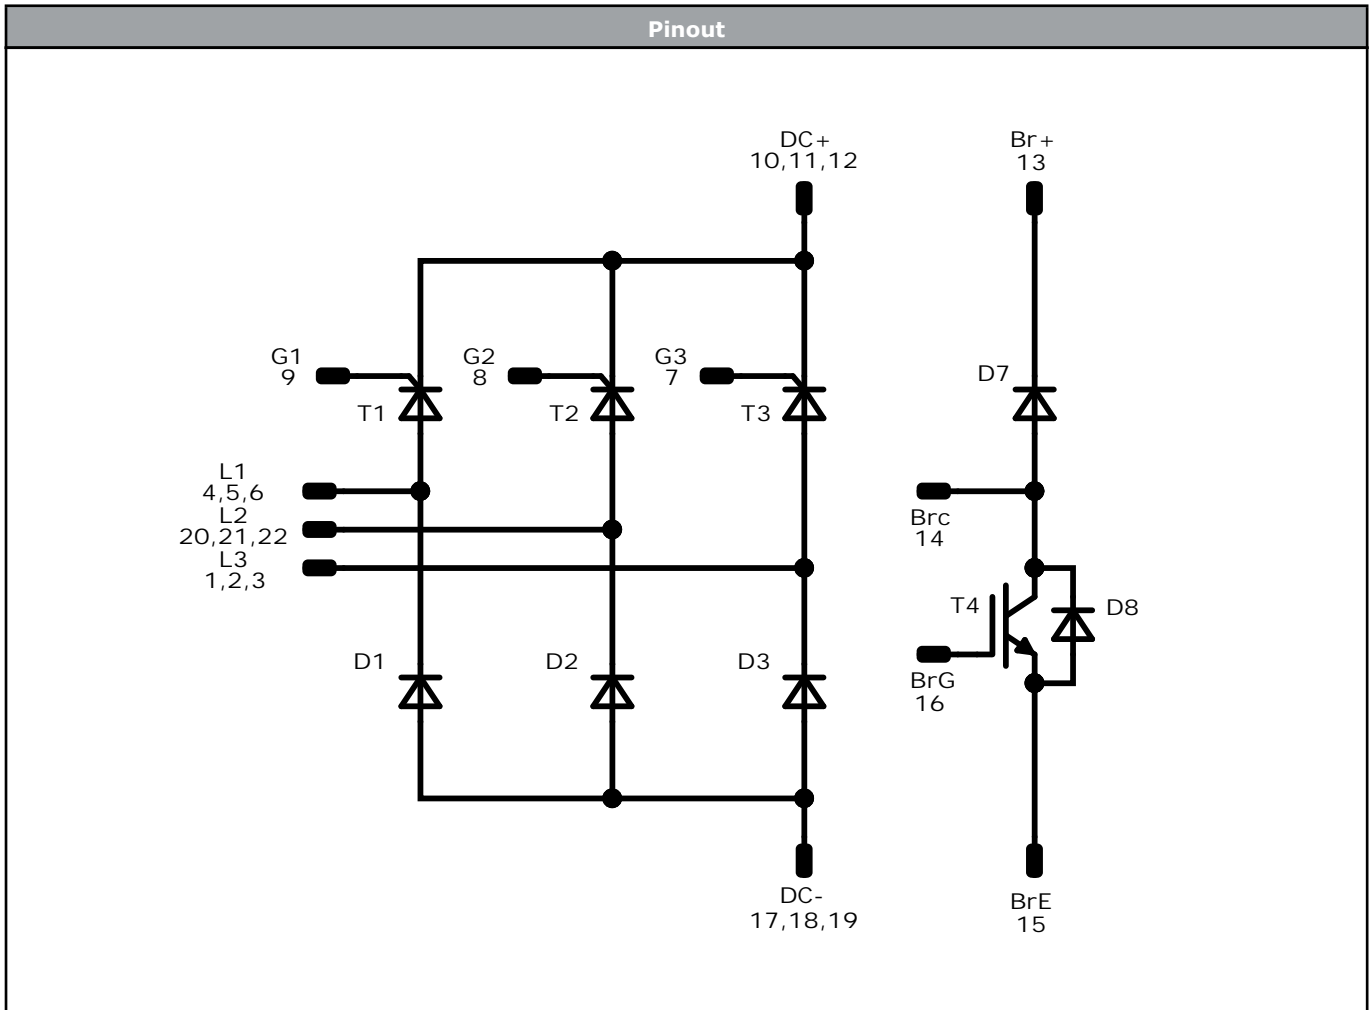 Pinout
DC+
10,11,12
Br+
13
G1
9
G2
8
G3
7
D7
T1
T2
T3
L1
4,5,6
L2
20,21,22
L3
1,2,3
Brc
14
T4
D8
D1
D2
D3
BrG
16
DC-
17,18,19
BrE
15